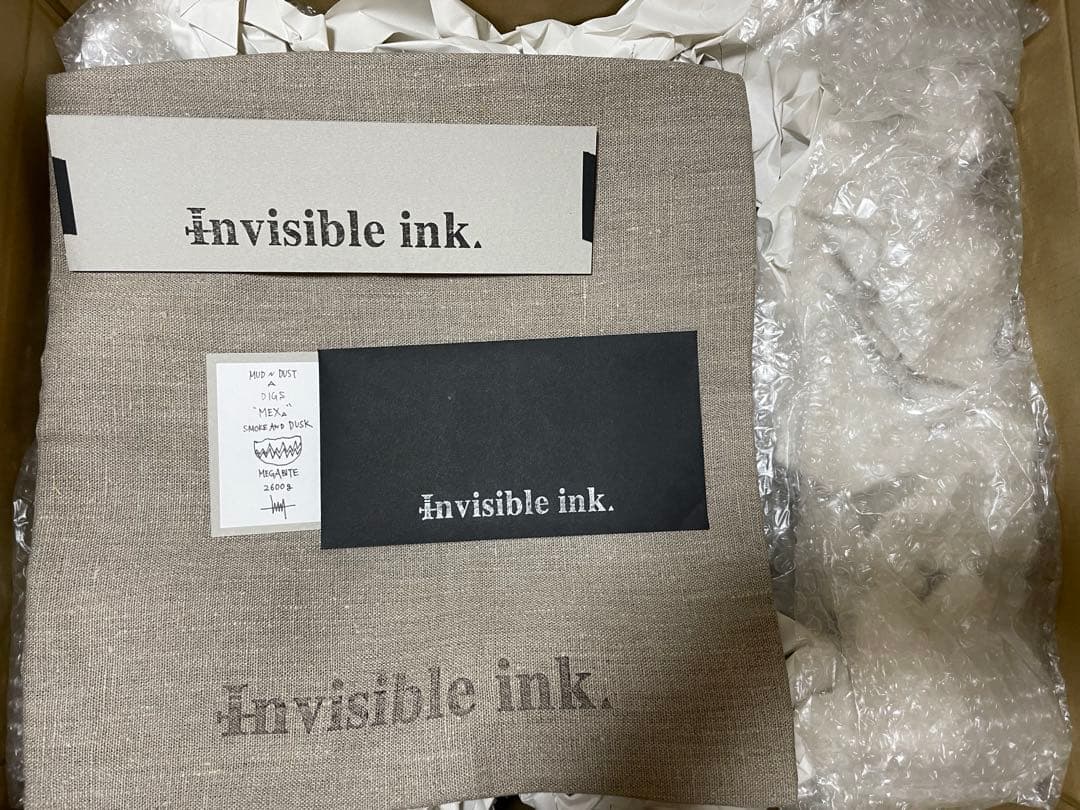 Invisible ink.
MUD N DUST
A
DIGS
"MEXA"
SMOKE AND DUSK
MEGABITE
2600g
Invisible ink.
Invisible ink.